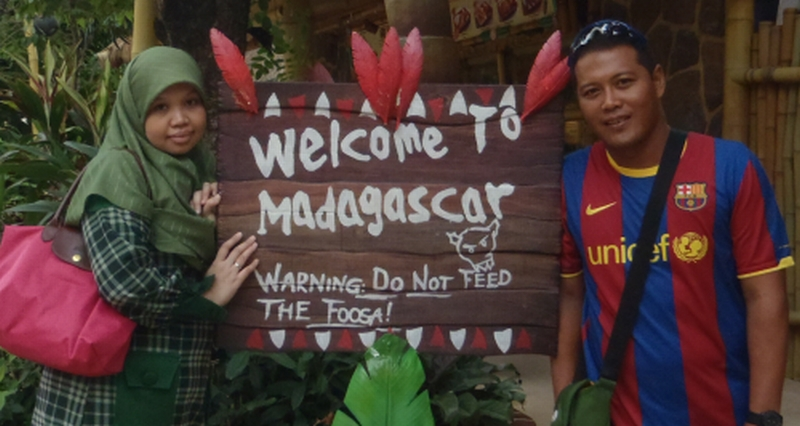 Welcome To
Madagascar
WARNING: DO NOT FEED
THE FOOSA!
unicef